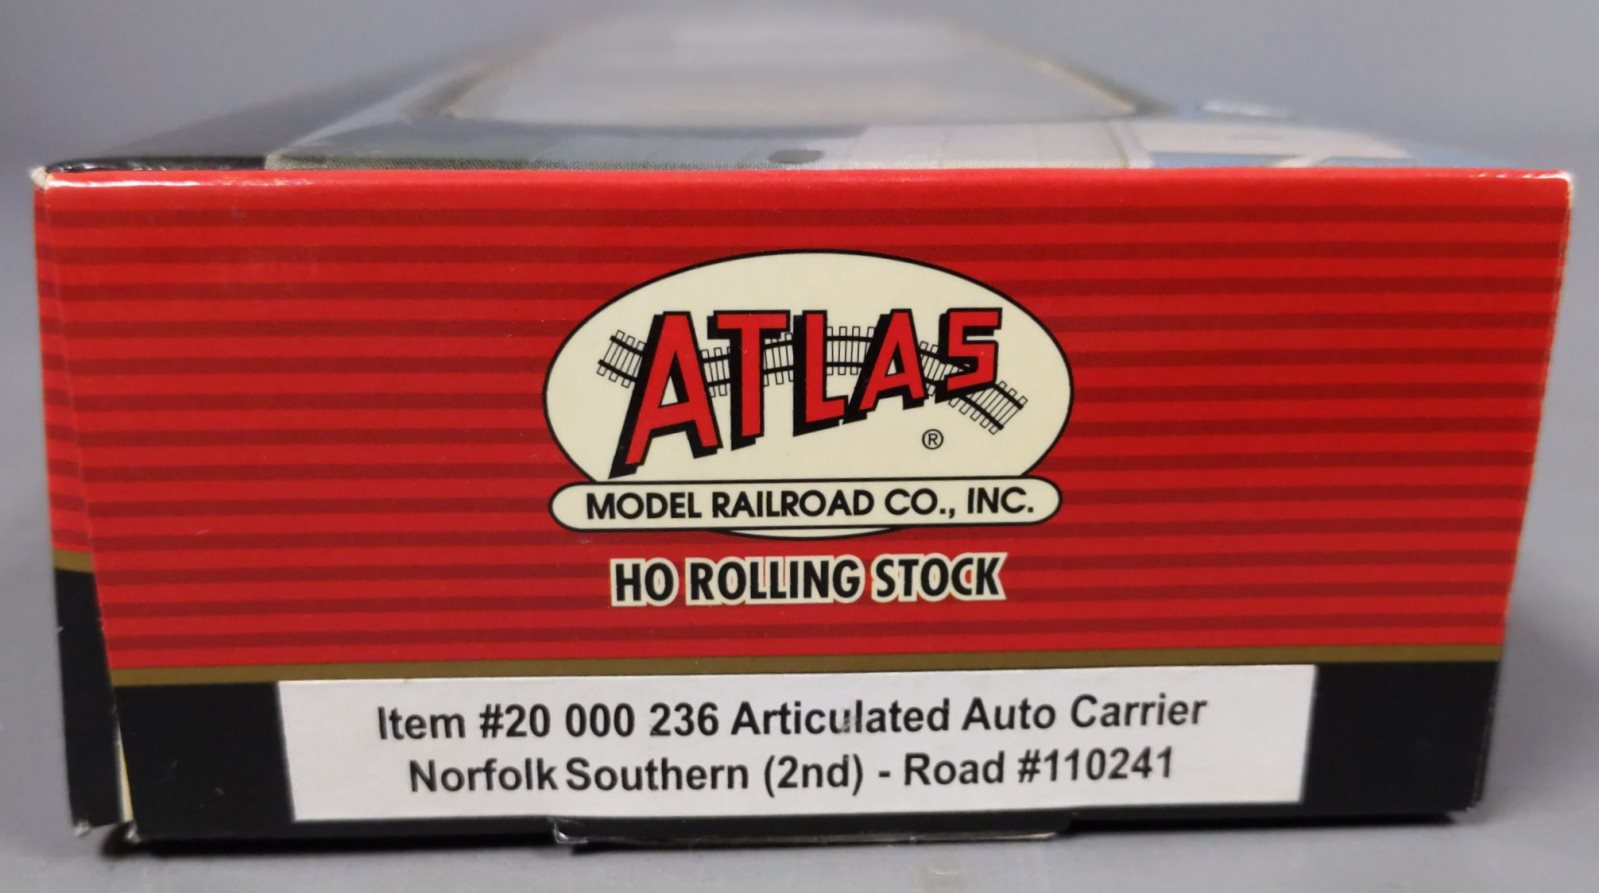 ATLAS
®
MODEL RAILROAD CO., INC.
HO ROLLING STOCK
Item #20 000 236 Articulated Auto Carrier
Norfolk Southern (2nd) - Road #110241